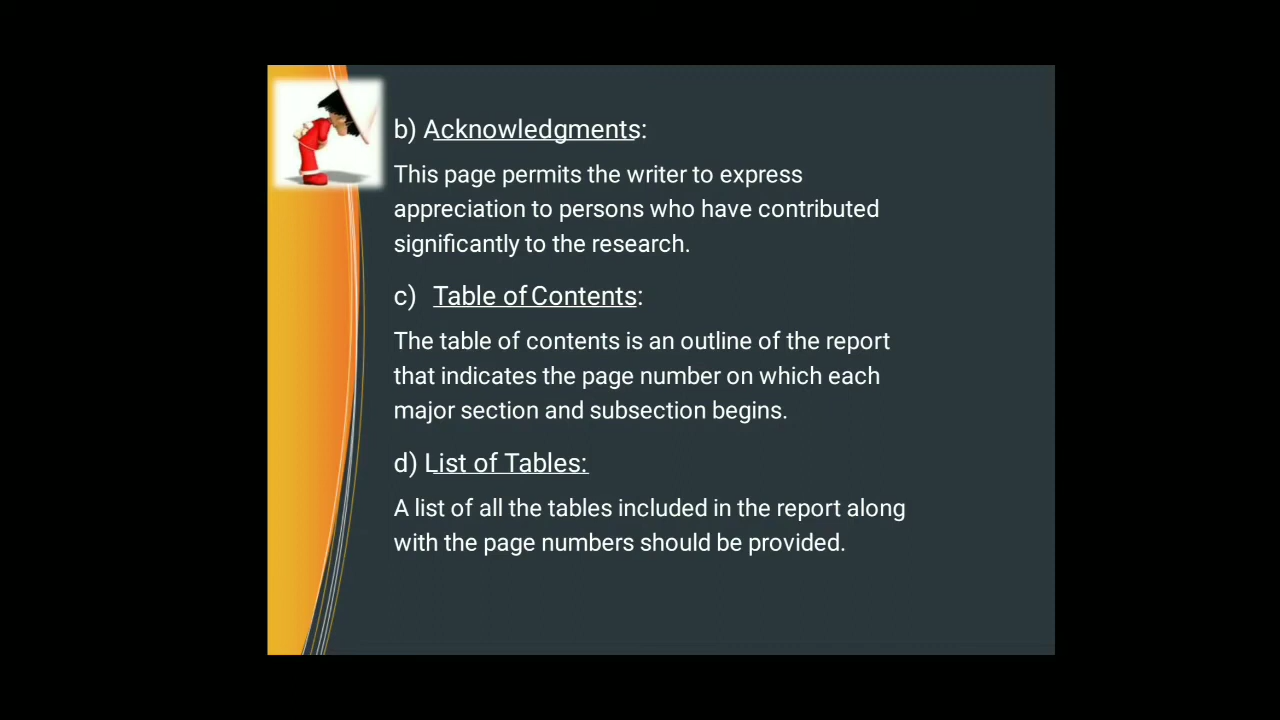 b) Acknowledgments:
This page permits the writer to express
appreciation to persons who have contributed
significantly to the research.
c) Table of Contents:
The table of contents is an outline of the report
that indicates the page number on which each
major section and subsection begins.
d) List of Tables:
A list of all the tables included in the report along
with the page numbers should be provided.